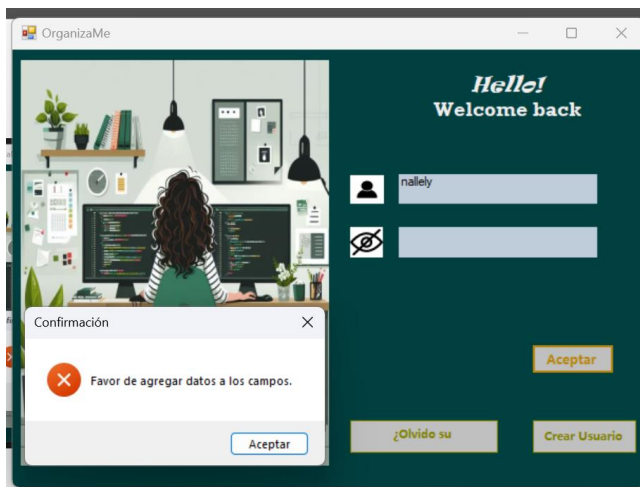 OrganizaMe
Hello!
Welcome back
nallely
Confirmación
Favor de agregar datos a los campos.
Aceptar
Aceptar
¿Olvido su
Crear Usuario